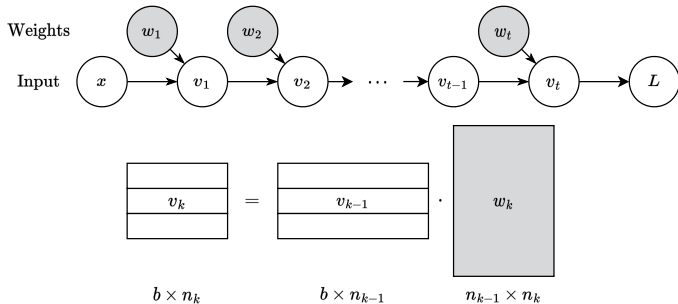 Weights w₁ w₂ wₜ
Input x v₁ v₂ ⋯ vₜ₋₁ vₜ L
vₖ = vₖ₋₁ · wₖ
b × nₖ b × nₖ₋₁ nₖ₋₁ × nₖ